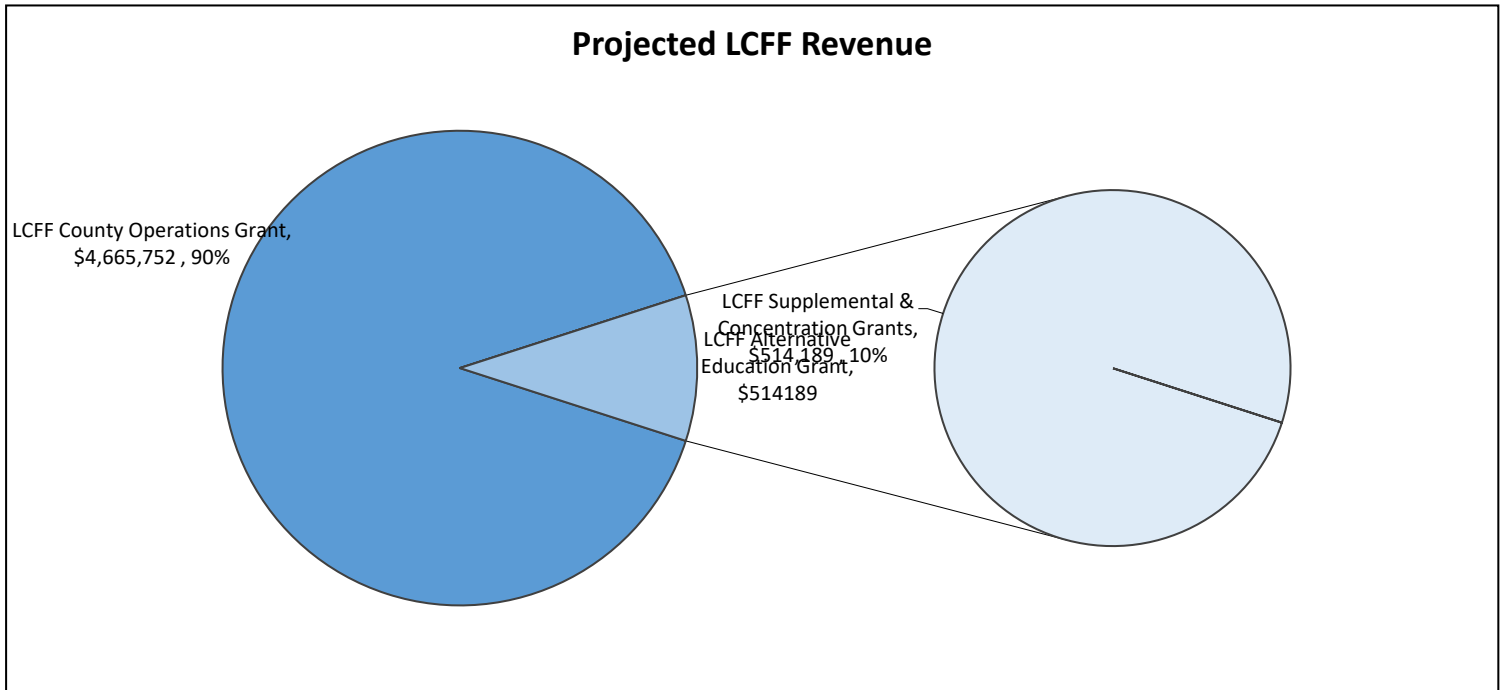 Projected LCFF Revenue
LCFF County Operations Grant,
$4,665,752 , 90%
LCFF Supplemental &
Concentration Grants,
$514,189 , 10%
LCFF Alternative
Education Grant,
$514189